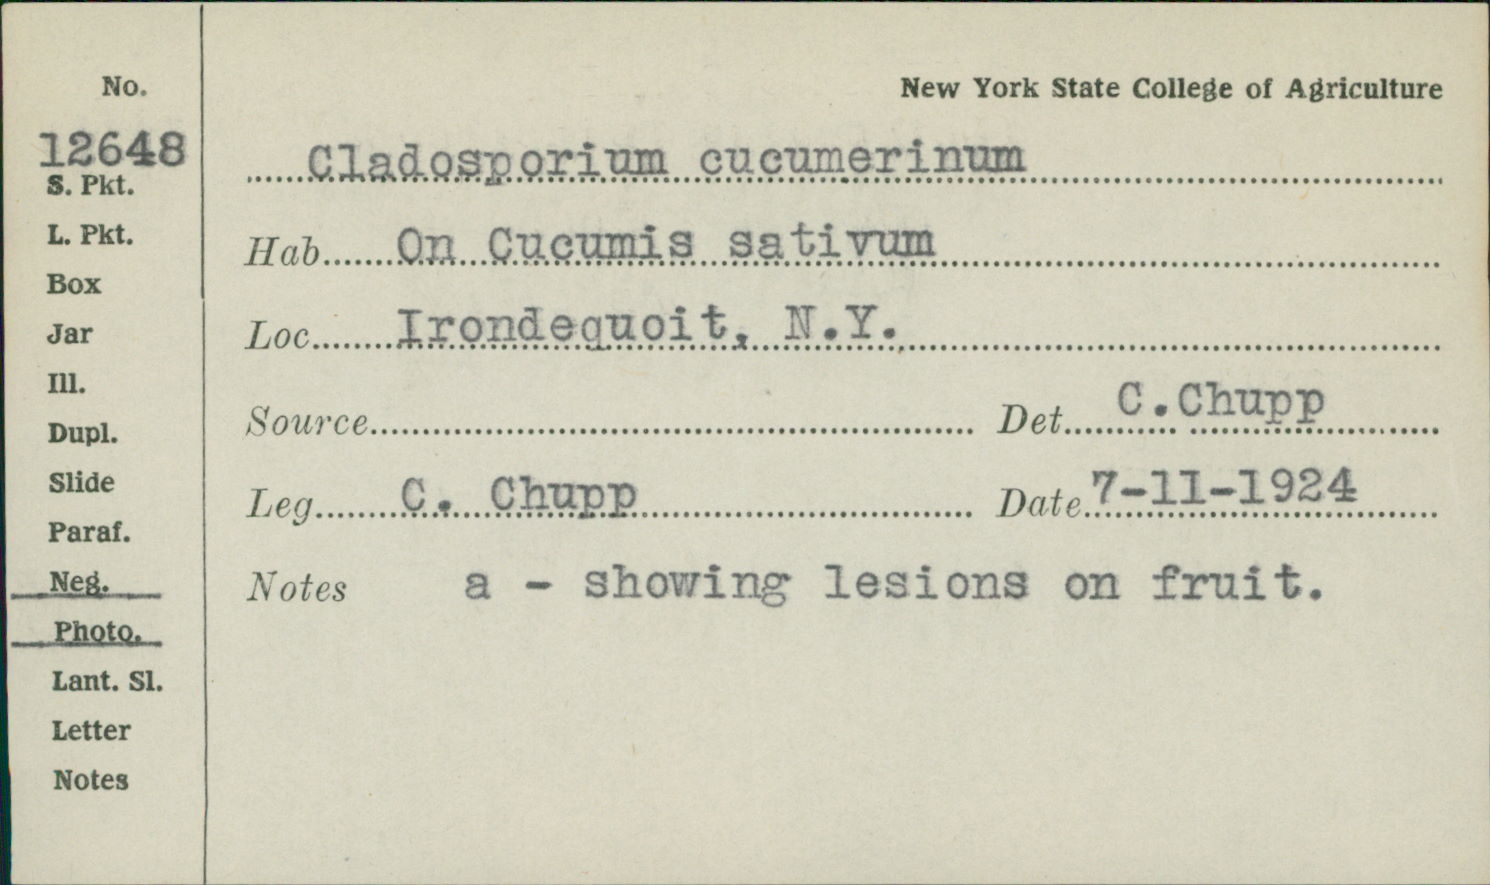 No.
12648
S. Pkt.
L. Pkt.
Box
Jar
Ill.
Dupl.
Slide
Paraf.
Neg.
Photo.
Lant. Sl.
Letter
Notes
New York State College of Agriculture
Cladosporium cucumerinum
Hab. On Cucumis sativum
Loc. Irondequoit, N.Y.
Source Det. C.Chupp
Leg. C. Chupp Date 7-11-1924
Notes a - showing lesions on fruit.